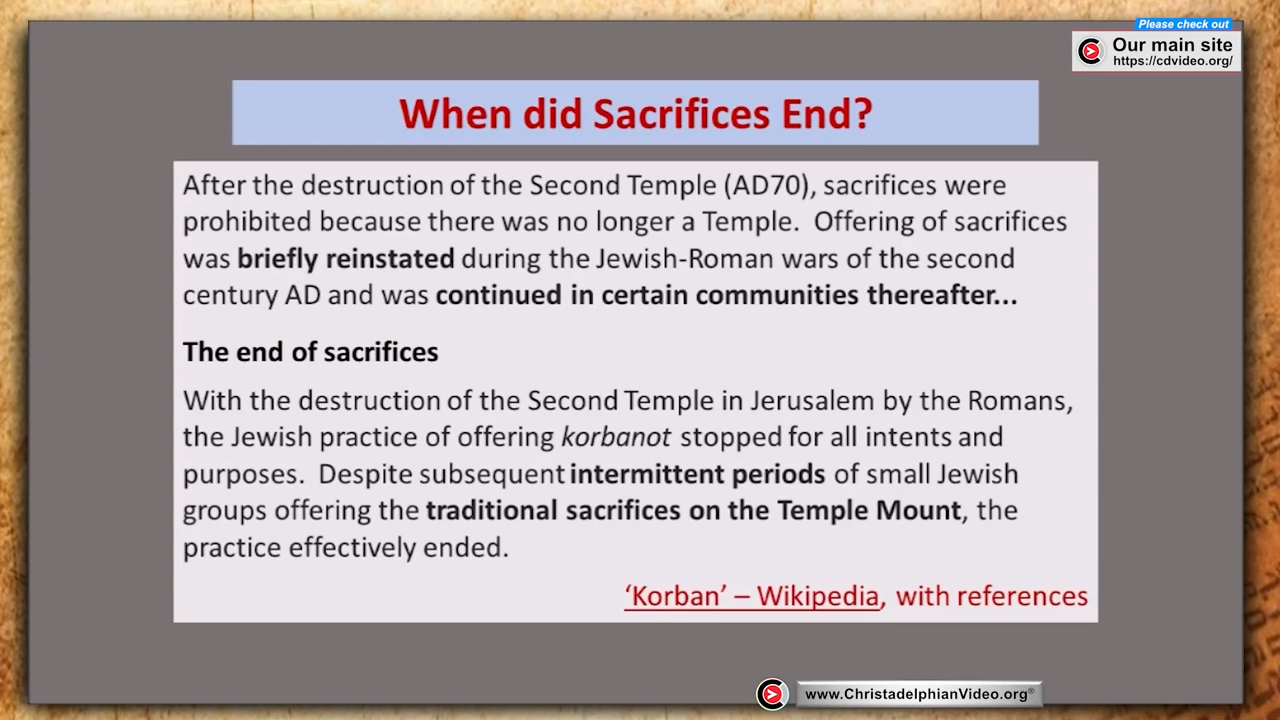 Please check out
Our main site
https://cdvideo.org/
When did Sacrifices End?
After the destruction of the Second Temple (AD70), sacrifices were
prohibited because there was no longer a Temple.  Offering of sacrifices
was briefly reinstated during the Jewish-Roman wars of the second
century AD and was continued in certain communities thereafter...
The end of sacrifices
With the destruction of the Second Temple in Jerusalem by the Romans,
the Jewish practice of offering korbanot stopped for all intents and
purposes.  Despite subsequent intermittent periods of small Jewish
groups offering the traditional sacrifices on the Temple Mount, the
practice effectively ended.
‘Korban’ – Wikipedia, with references
www.ChristadelphianVideo.org®